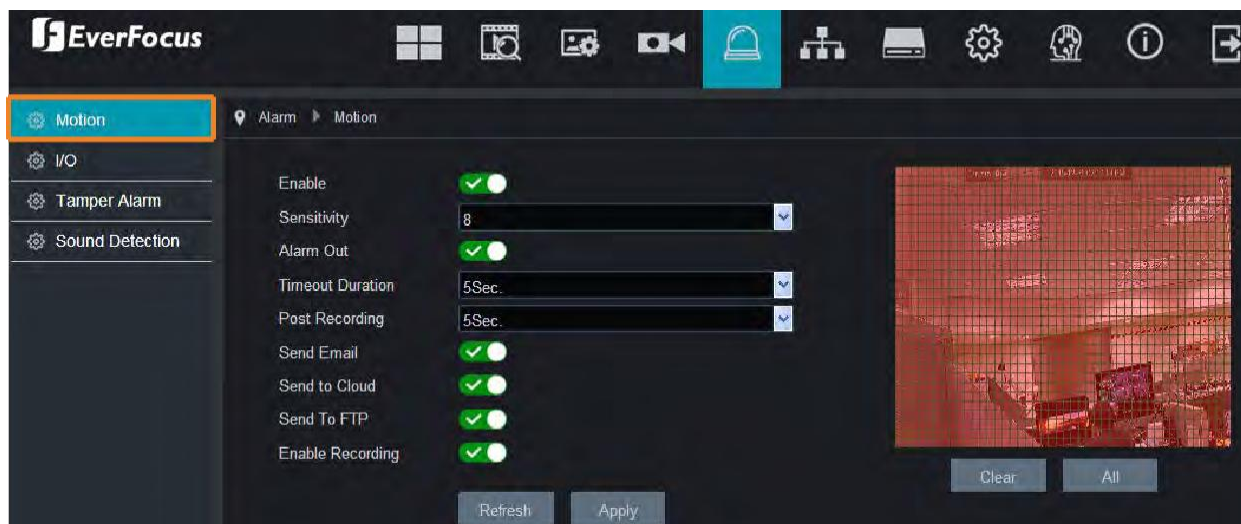 EverFocus
Motion
I/O
Tamper Alarm
Sound Detection
Alarm Motion
Enable
Sensitivity 8
Alarm Out
Timeout Duration 5Sec.
Post Recording 5Sec.
Send Email
Send to Cloud
Send To FTP
Enable Recording
Refresh Apply
Clear All